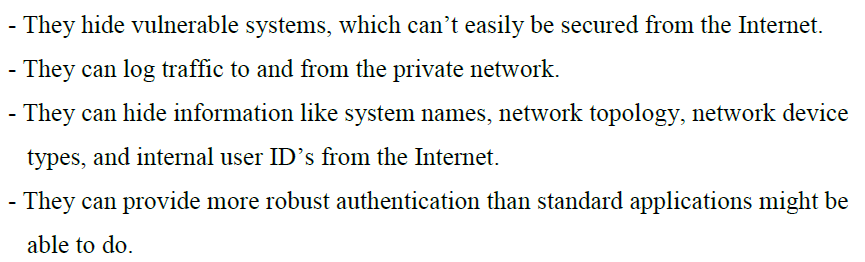 - They hide vulnerable systems, which can’t easily be secured from the Internet.
- They can log traffic to and from the private network.
- They can hide information like system names, network topology, network device
types, and internal user ID’s from the Internet.
- They can provide more robust authentication than standard applications might be
able to do.